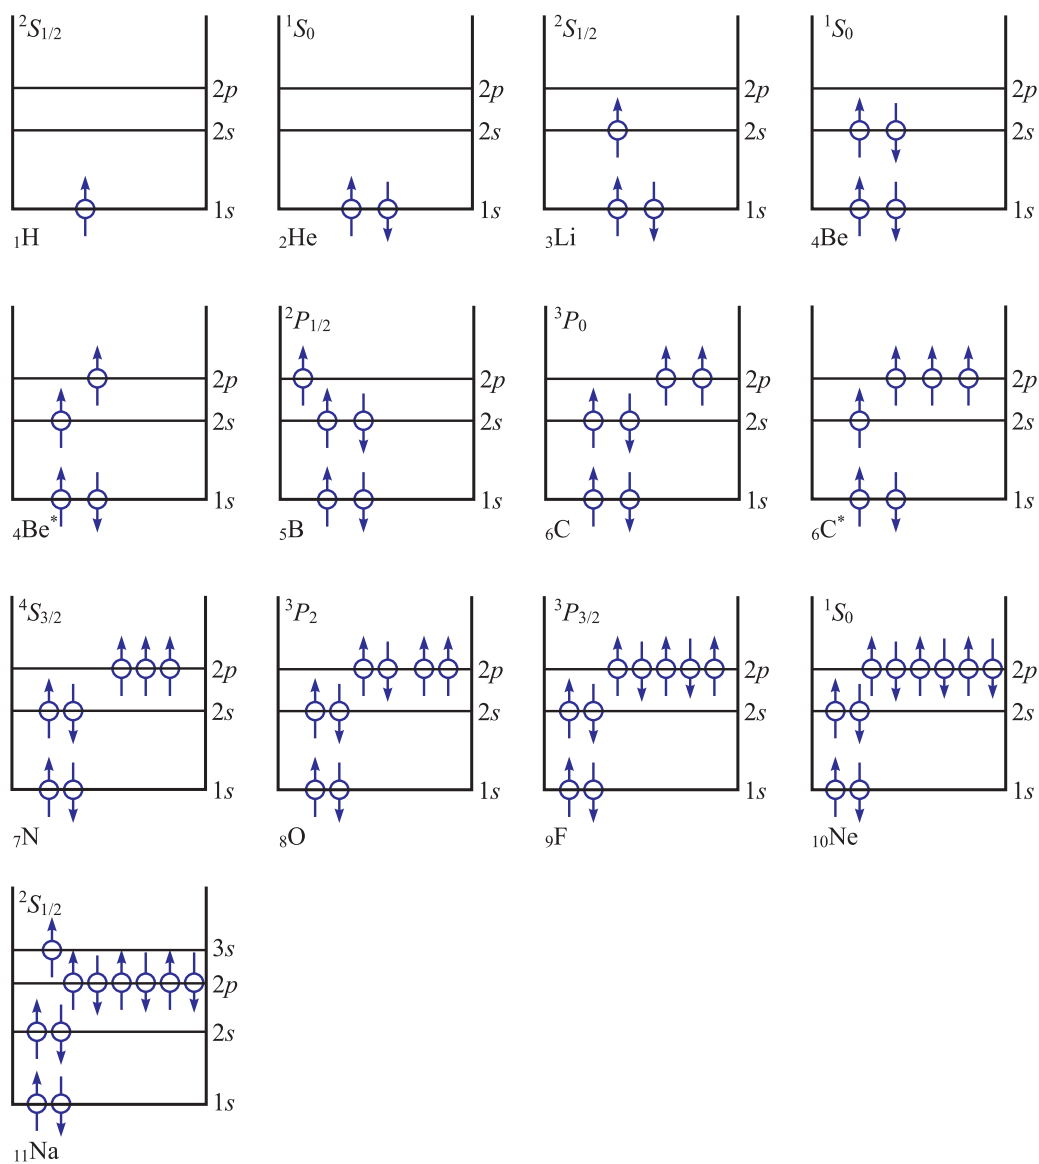 ²S₁/₂ ¹S₀ ²S₁/₂ ¹S₀
2p 2p 2p 2p
2s 2s 2s 2s
1s 1s 1s 1s
₁H ₂He ₃Li ₄Be
²P₁/₂ ³P₀
2p 2p 2p 2p
2s 2s 2s 2s
1s 1s 1s 1s
₄Be* ₅B ₆C ₆C*
⁴S₃/₂ ³P₂ ³P₃/₂ ¹S₀
2p 2p 2p 2p
2s 2s 2s 2s
1s 1s 1s 1s
₇N ₈O ₉F ₁₀Ne
²S₁/₂
3s
2p
2s
1s
₁₁Na